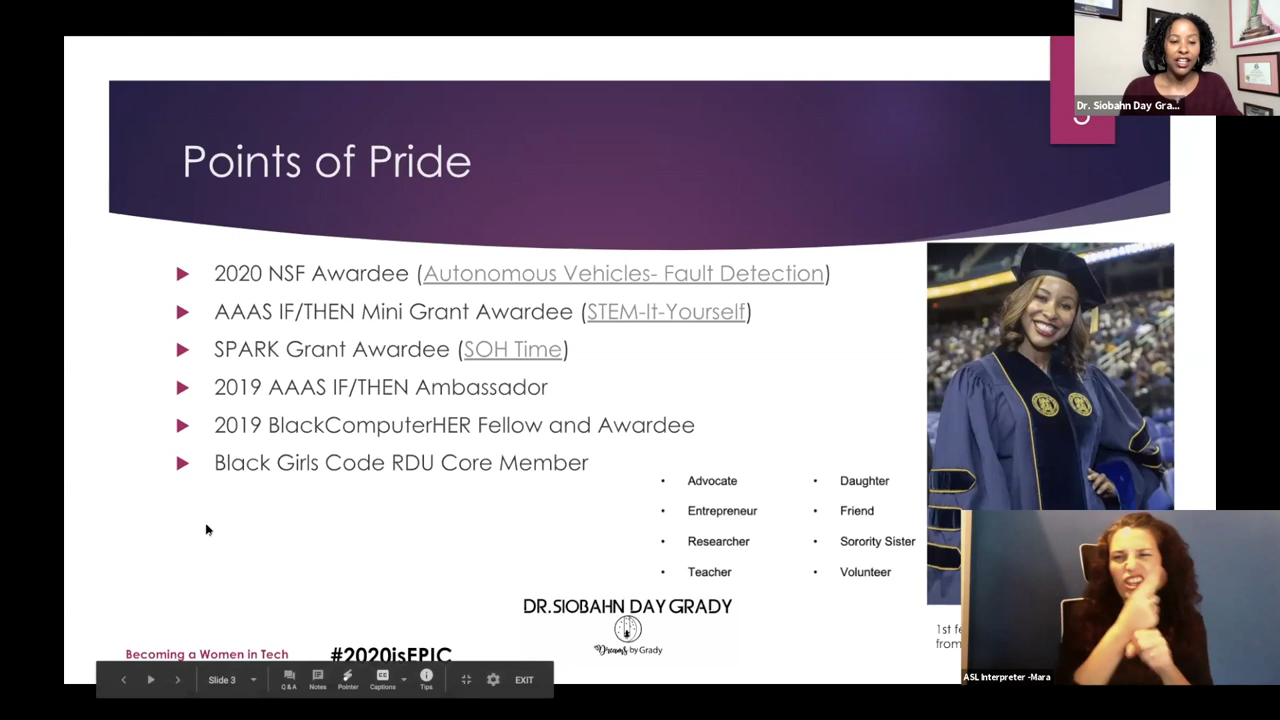 Dr. Siobahn Day Gra...
Points of Pride
2020 NSF Awardee (Autonomous Vehicles- Fault Detection)
AAAS IF/THEN Mini Grant Awardee (STEM-It-Yourself)
SPARK Grant Awardee (SOH Time)
2019 AAAS IF/THEN Ambassador
2019 BlackComputerHER Fellow and Awardee
Black Girls Code RDU Core Member
• Advocate
• Entrepreneur
• Researcher
• Teacher
• Daughter
• Friend
• Sorority Sister
• Volunteer
DR.SIOBAHN DAY GRADY
Dreams by Grady
1st fe
from
Becoming a Women in Tech
#2020isEPIC
Slide 3
Q & A
Notes
Pointer
Captions
Tips
EXIT
ASL Interpreter -Mara